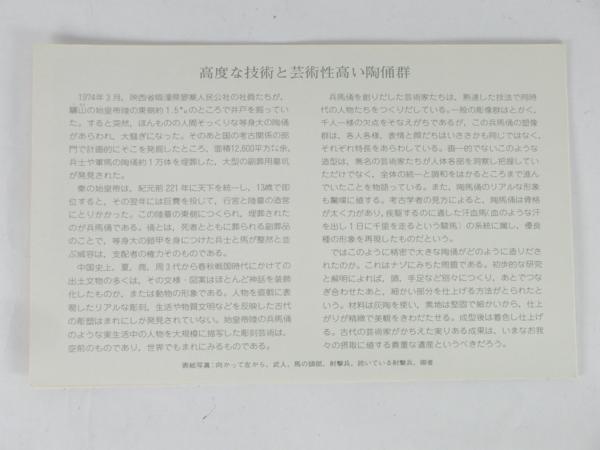 高度な技術と芸術性高い陶俑群
1974年3月，陝西省臨潼県晏寨人民公社の社員たちが，
驪山の始皇帝陵の東側約1.5㌔のところで井戸を掘ってい
た。すると突然，ほんものの人間そっくりな等身大の陶俑
があらわれ，大騒ぎになった。そのあと国の考古関係の部
門で計画的にそこを発掘したところ，面積12,600平方㍍余，
兵士や軍馬の陶俑約1万体を埋葬した，大型の副葬用墓坑
が発見された。
秦の始皇帝は，紀元前221年に天下を統一し，13歳で即
位すると，その翌年には巨費を投じて，行宮と陸墓の造営
にとりかかった。この陸墓の東側につくられ，埋葬された
のが兵馬俑である。俑とは，死者とともに葬られる副葬品
のことで，等身大の鎧甲を身につけた兵士と馬が整然と並
ぶ威容は，支配者の権力そのものである。
中国史上，夏，商，周3代から春秋戦国時代にかけての
出土文物の多くは，その文様・図案はほとんど神話を装飾
化したものか，または動物の形象である。人物を直截に表
現したリアルな彫刻，生活や物質文明などを反映した古代
の彫塑はまれにしか発見されていない。始皇帝陵の兵馬俑
のような実生活中の人物を大規模に描写した彫刻芸術は，
空前のものであり，世界でもまれにみるものである。
兵馬俑を創りだした芸術家たちは，熟達した技法で同時
代の人物たちをつくりだしている。一般の彫像群はとかく，
千人一様の欠点をそなえがちであるが，この兵馬俑の塑像
群は，各人各様，表情と顔だちはいささかも同じではなく，
それぞれ特長をあらわしている。画一的でないこのような
造型は，無名の芸術家たちが人体各部を洞察し把握してい
ただけでなく，全体の統一と調和をはかるところまで進ん
でいたことを物語っている。また，陶馬俑のリアルな形象
も驚嘆に値する。考古学者の見方によると，陶馬俑は骨格
が太く力があり，疾駆するのに適した汗血馬（血のような汗
を出し1日に千里を走るという駿馬）の系統に属し，優良
種の形象を再現したものだという。
ではこのように精密で大きな陶俑がどのように造りださ
れたのか。これはナゾにみちた問題である。初歩的な研究
と解明によれば，頭，手足など別々につくり，あとでつな
ぎ合わせたあと，細かい部分を仕上げる方法がとられたと
いう。材料は灰陶を使い，素地は堅固で細かいから，仕上
がりが精緻で美観をきわだたせる。成型後は着色し仕上げ
る。古代の芸術家がかちえた実りある成果は，いまなお我
々の摂取に値する貴重な遺産というべきだろう。
表紙写真：向かって左から，武人，馬の頭部，射撃兵，続いている射撃兵，御者